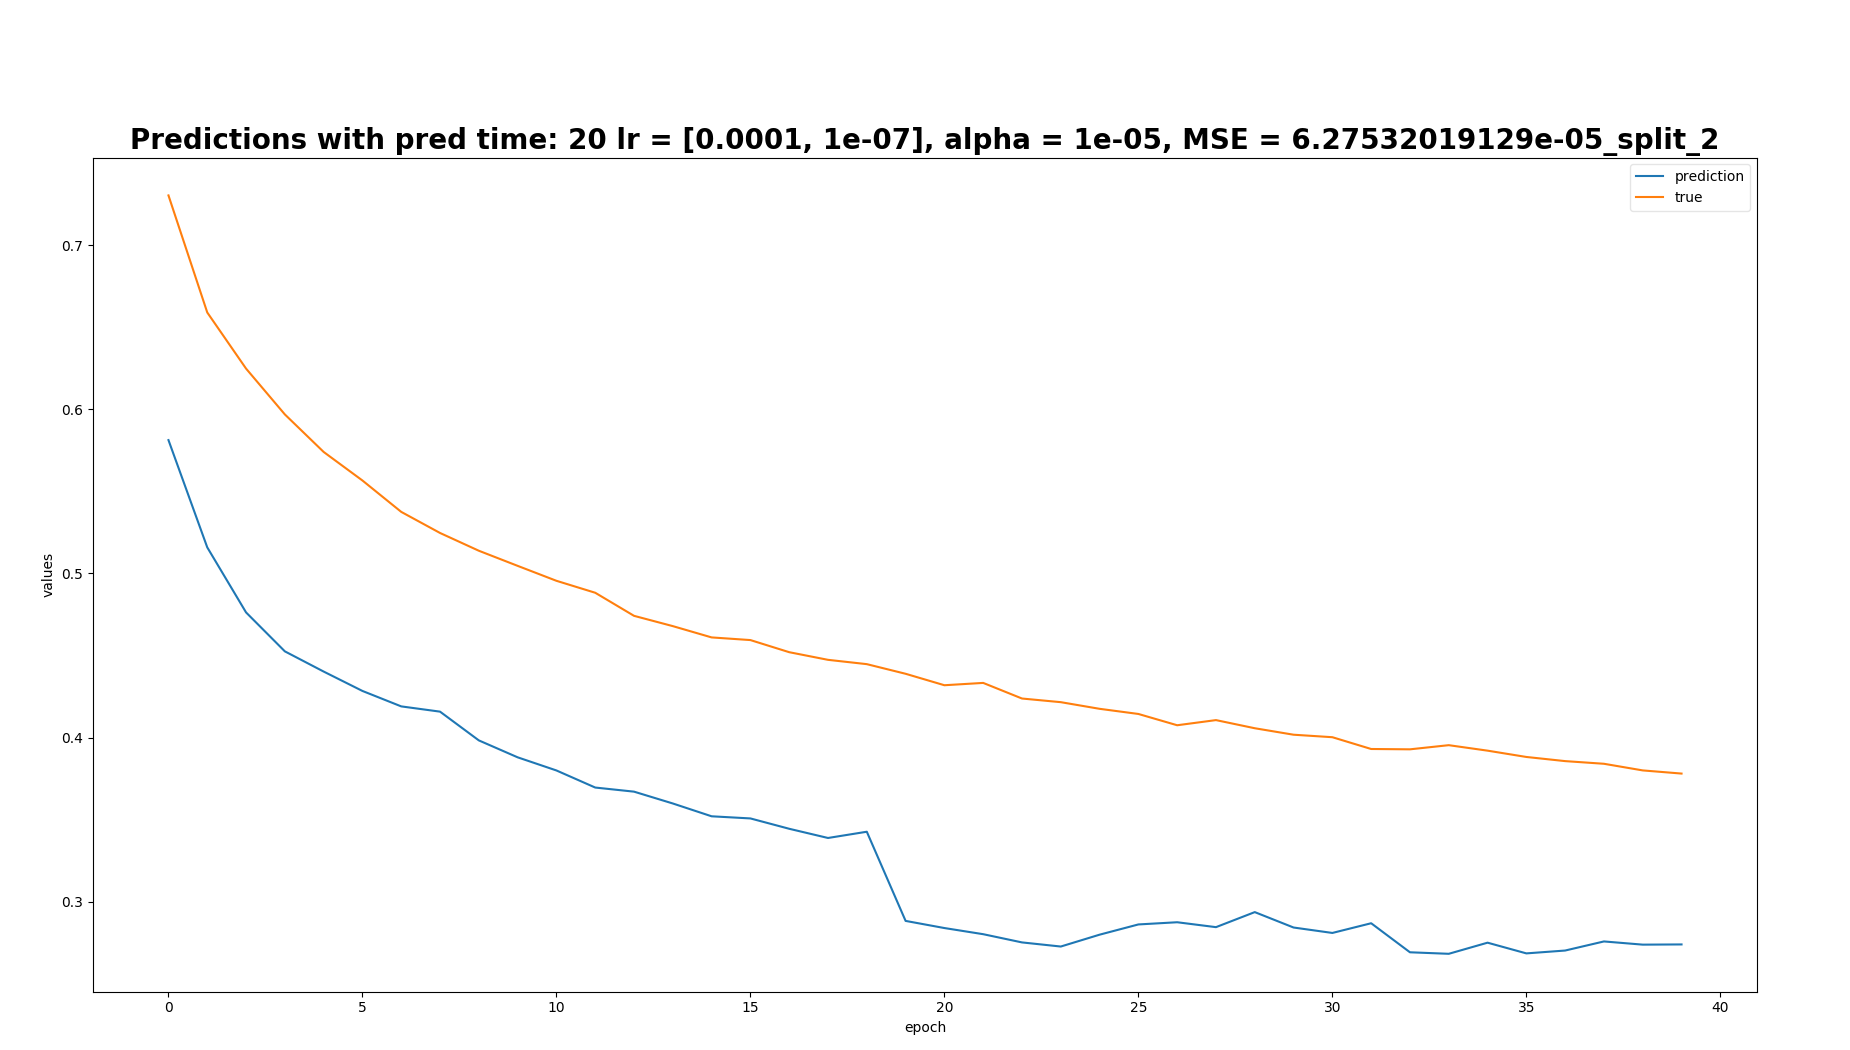 Predictions with pred time: 20 lr = [0.0001, 1e-07], alpha = 1e-05, MSE = 6.27532019129e-05_split_2
prediction
true
0.7
0.6
0.5
0.4
0.3
values
0 5 10 15 20 25 30 35 40
epoch